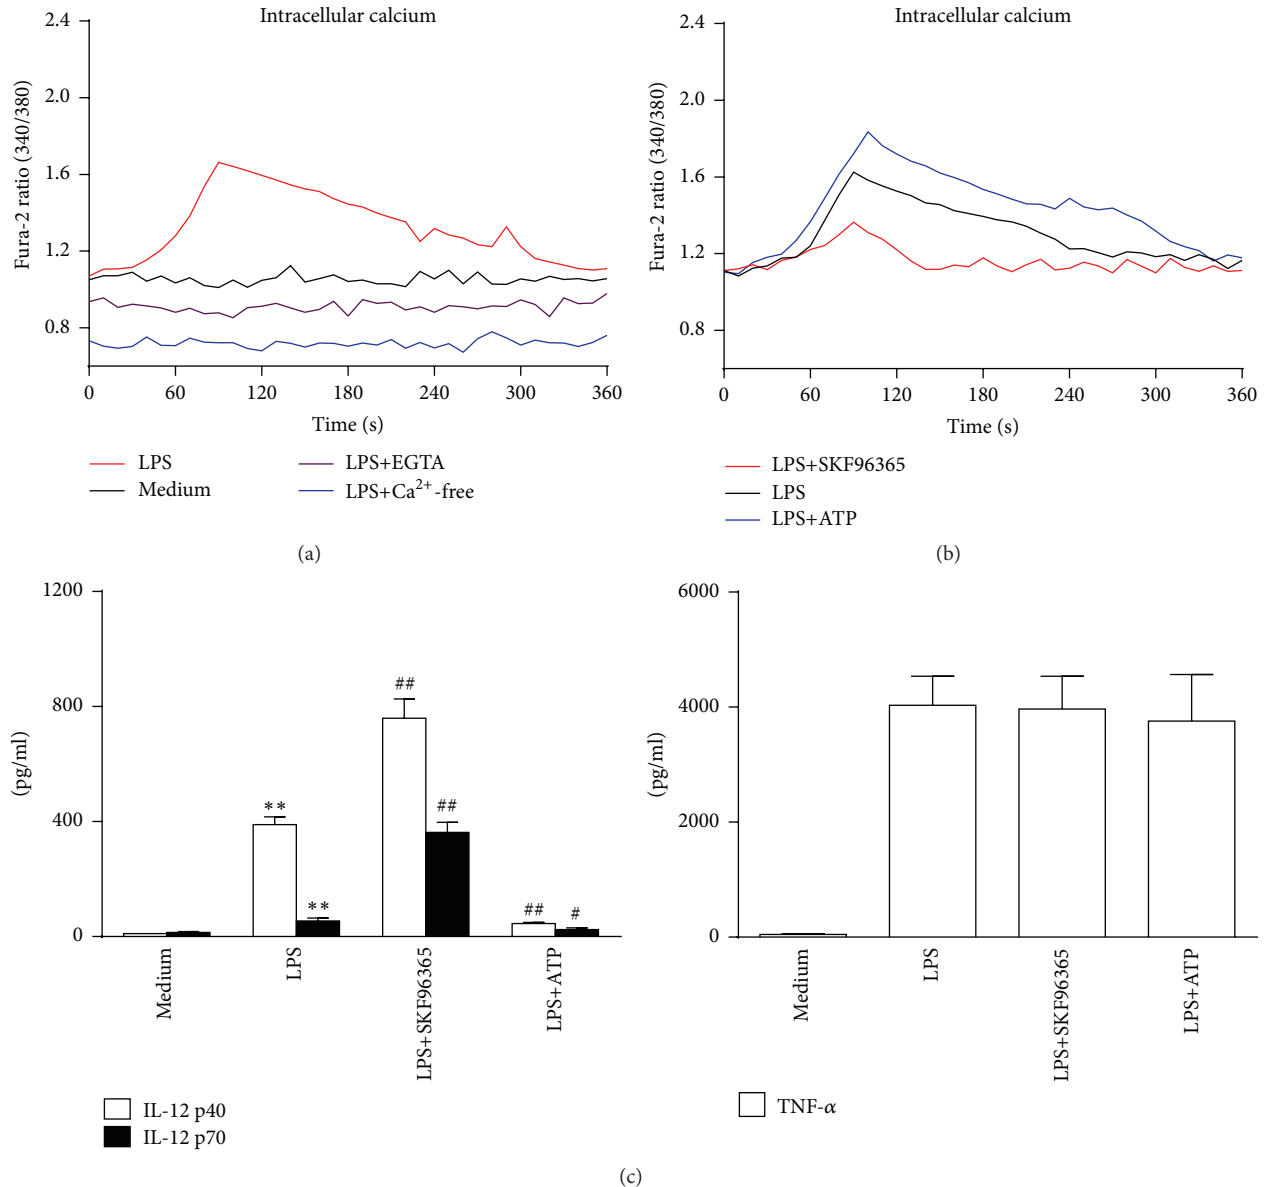 Intracellular calcium
2.4
2.0
1.6
1.2
0.8
Fura-2 ratio (340/380)
0 60 120 180 240 300 360
Time (s)
LPS
Medium
LPS+EGTA
LPS+Ca²⁺-free
(a)
Intracellular calcium
2.4
2.0
1.6
1.2
0.8
Fura-2 ratio (340/380)
0 60 120 180 240 300 360
Time (s)
LPS+SKF96365
LPS
LPS+ATP
(b)
1200
800
400
0
(pg/ml)
**
**
##
##
##
#
Medium
LPS
LPS+SKF96365
LPS+ATP
IL-12 p40
IL-12 p70
6000
4000
2000
0
(pg/ml)
Medium
LPS
LPS+SKF96365
LPS+ATP
TNF-α
(c)